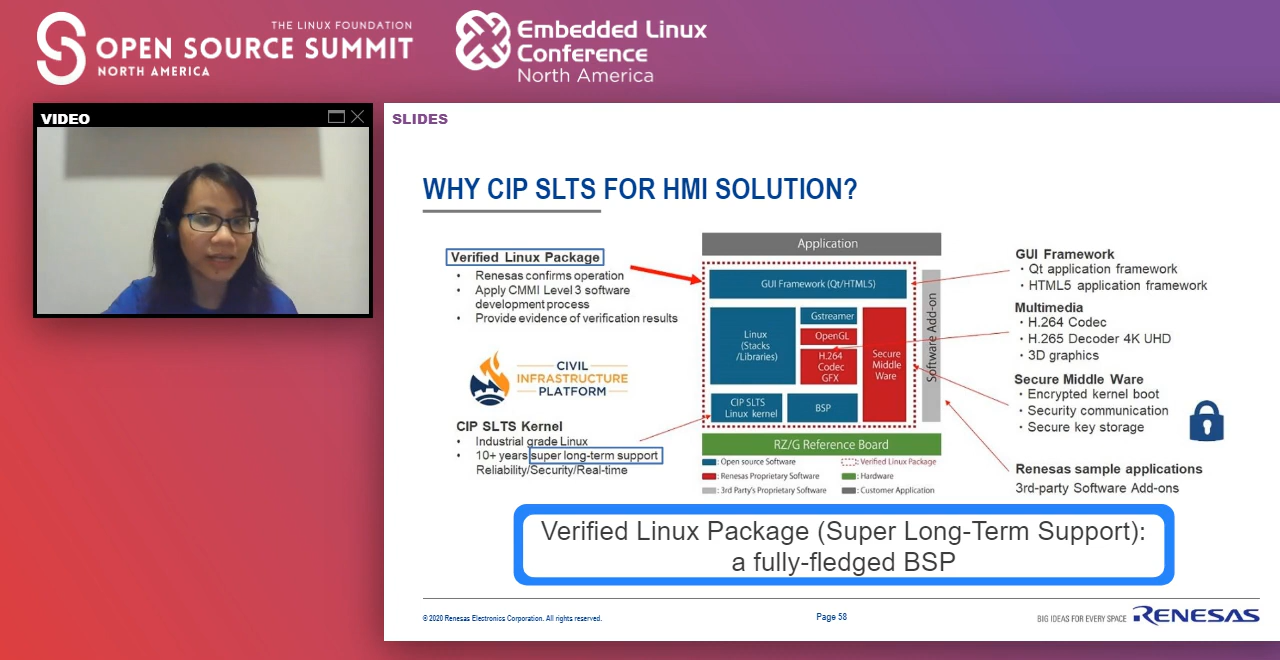 THE LINUX FOUNDATION
OPEN SOURCE SUMMIT
NORTH AMERICA
Embedded Linux
Conference
North America
VIDEO
SLIDES
WHY CIP SLTS FOR HMI SOLUTION?
Verified Linux Package
• Renesas confirms operation
• Apply CMMI Level 3 software
development process
• Provide evidence of verification results
CIVIL
INFRASTRUCTURE
PLATFORM
CIP SLTS Kernel
• Industrial grade Linux
• 10+ years super long-term support
Reliability/Security/Real-time
Application
GUI Framework (Qt/HTML5)
Linux
(Stacks
/Libraries)
Gstreamer
OpenGL
H.264
Codec
GFX
Secure
Middle
Ware
CIP SLTS
Linux kernel
BSP
Software Add-on
RZ/G Reference Board
: Open source Software
: Verified Linux Package
: Renesas Proprietary Software
: Hardware
: 3rd Party's Proprietary Software
: Customer Application
GUI Framework
・Qt application framework
・HTML5 application framework
Multimedia
・H.264 Codec
・H.265 Decoder 4K UHD
・3D graphics
Secure Middle Ware
・Encrypted kernel boot
・Security communication
・Secure key storage
Renesas sample applications
3rd-party Software Add-ons
Verified Linux Package (Super Long-Term Support):
a fully-fledged BSP
© 2020 Renesas Electronics Corporation. All rights reserved.
Page 58
BIG IDEAS FOR EVERY SPACE
RENESAS